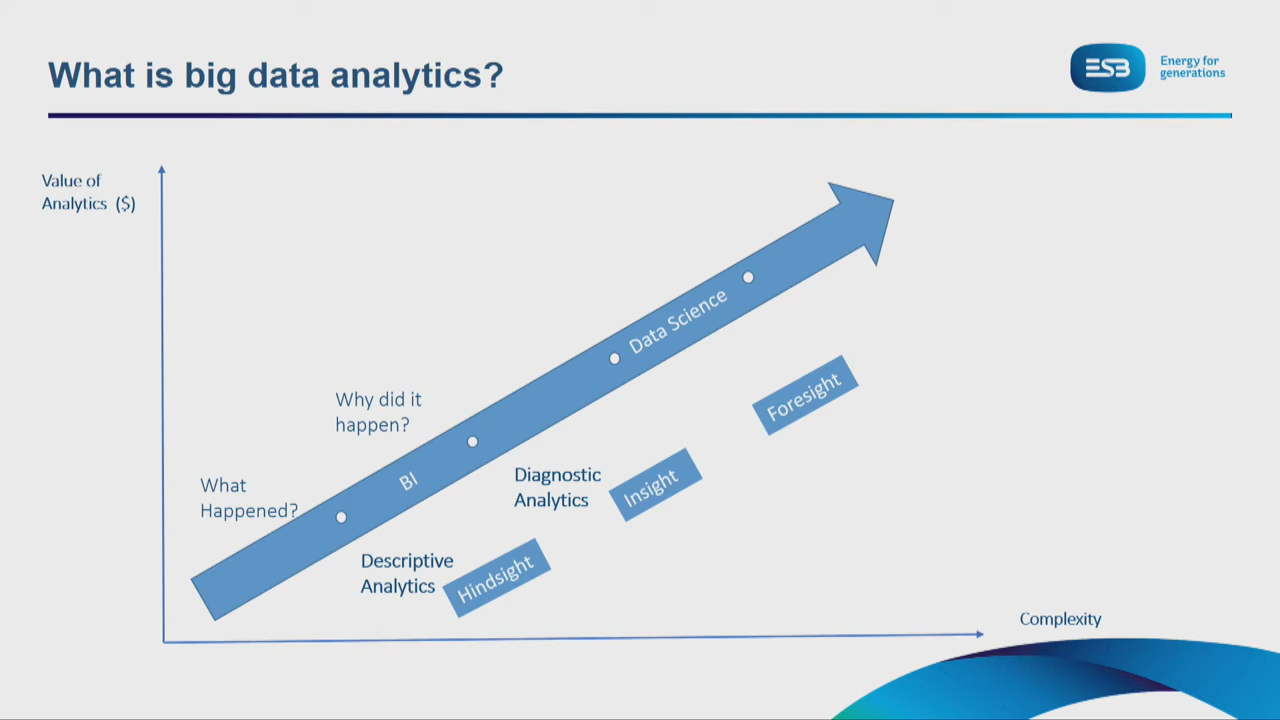 What is big data analytics?
ESB
Energy for
generations
Value of
Analytics ($)
Data Science
Why did it
happen?
Foresight
BI
Diagnostic
Analytics
Insight
What
Happened?
Descriptive
Analytics
Hindsight
Complexity